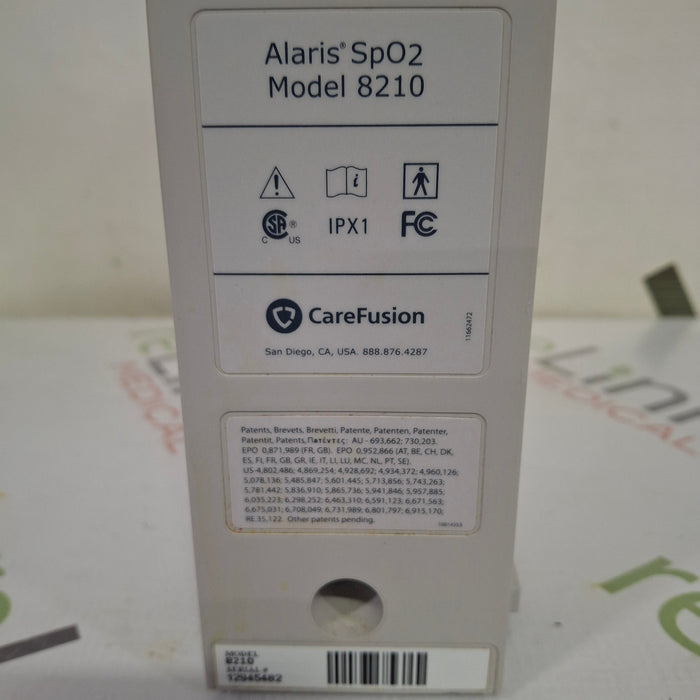 Alaris® SpO2
Model 8210
i
CSA®
C US
IPX1
FC
CareFusion
San Diego, CA, USA. 888.876.4287
11662472
Patents, Brevets, Brevetti, Patente, Patenten, Patenter,
Patentit, Patents, Πατέντες: AU - 693,662; 730,203.
EPO 0,871,989 (FR, GB). EPO 0,952,866 (AT, BE, CH, DK,
ES, FI, FR, GB, GR, IE, IT, LI, LU, MC, NL, PT, SE).
US-4,802,486; 4,869,254; 4,928,692; 4,934,372; 4,960,126;
5,078,136; 5,485,847; 5,601,445; 5,713,856; 5,743,263;
5,781,442; 5,836,910; 5,865,736; 5,941,846; 5,957,885;
6,035,223; 6,298,252; 6,463,310; 6,591,123; 6,671,563;
6,675,031; 6,708,049; 6,731,989; 6,801,797; 6,915,170;
RE 35,122. Other patents pending.
MODEL
8210
SERIAL #
12945482
MEDICAL